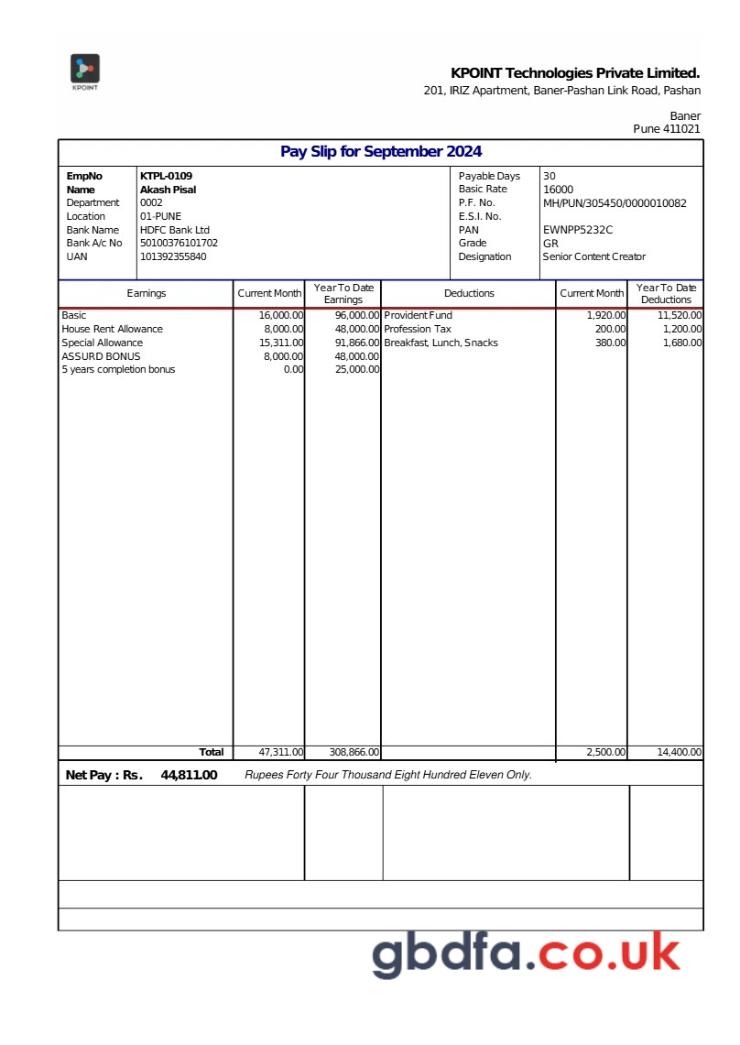 KPOINT
KPOINT Technologies Private Limited.
201, IRIZ Apartment, Baner-Pashan Link Road, Pashan
Baner
Pune 411021
Pay Slip for September 2024
EmpNo KTPL-0109 Payable Days 30
Name Akash Pisal Basic Rate 16000
Department 0002 P.F. No. MH/PUN/305450/0000010082
Location 01-PUNE E.S.I. No.
Bank Name HDFC Bank Ltd PAN EWNPP5232C
Bank A/c No 50100376101702 Grade GR
UAN 101392355840 Designation Senior Content Creator
Earnings Current Month Year To Date Earnings Deductions Current Month Year To Date Deductions
Basic 16,000.00 96,000.00 Provident Fund 1,920.00 11,520.00
House Rent Allowance 8,000.00 48,000.00 Profession Tax 200.00 1,200.00
Special Allowance 15,311.00 91,866.00 Breakfast, Lunch, Snacks 380.00 1,680.00
ASSURD BONUS 8,000.00 48,000.00
5 years completion bonus 0.00 25,000.00
Total 47,311.00 308,866.00 2,500.00 14,400.00
Net Pay : Rs. 44,811.00 Rupees Forty Four Thousand Eight Hundred Eleven Only.
gbdfa.co.uk